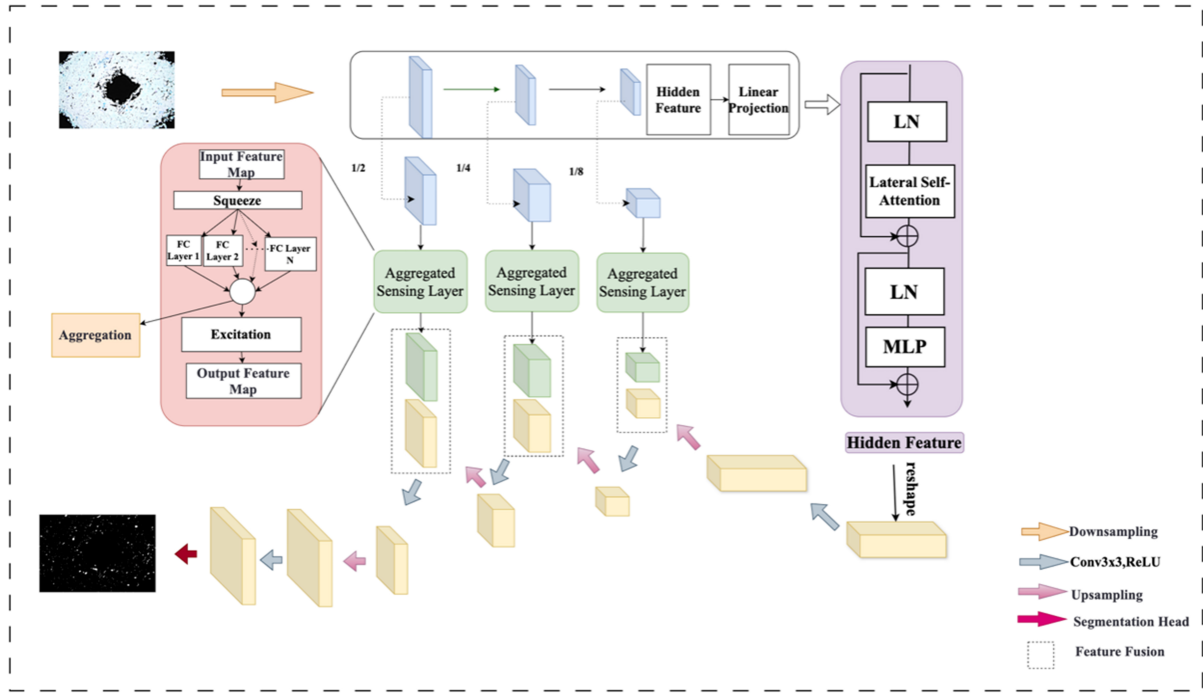 Hidden
Feature
Linear
Projection
LN
Lateral Self-
Attention
LN
MLP
Hidden Feature
reshape
1/2
1/4
1/8
Input Feature
Map
Squeeze
FC
Layer 1
FC
Layer 2
FC Layer
N
Aggregation
Excitation
Output Feature
Map
Aggregated
Sensing Layer
Aggregated
Sensing Layer
Aggregated
Sensing Layer
Downsampling
Conv3x3,ReLU
Upsampling
Segmentation Head
Feature Fusion